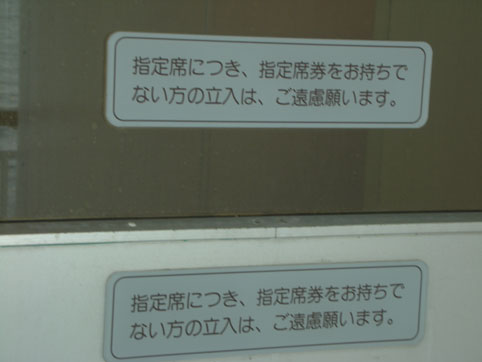 指定席につき、指定席券をお持ちで
ない方の立入は、ご遠慮願います。
指定席につき、指定席券をお持ちで
ない方の立入は、ご遠慮願います。